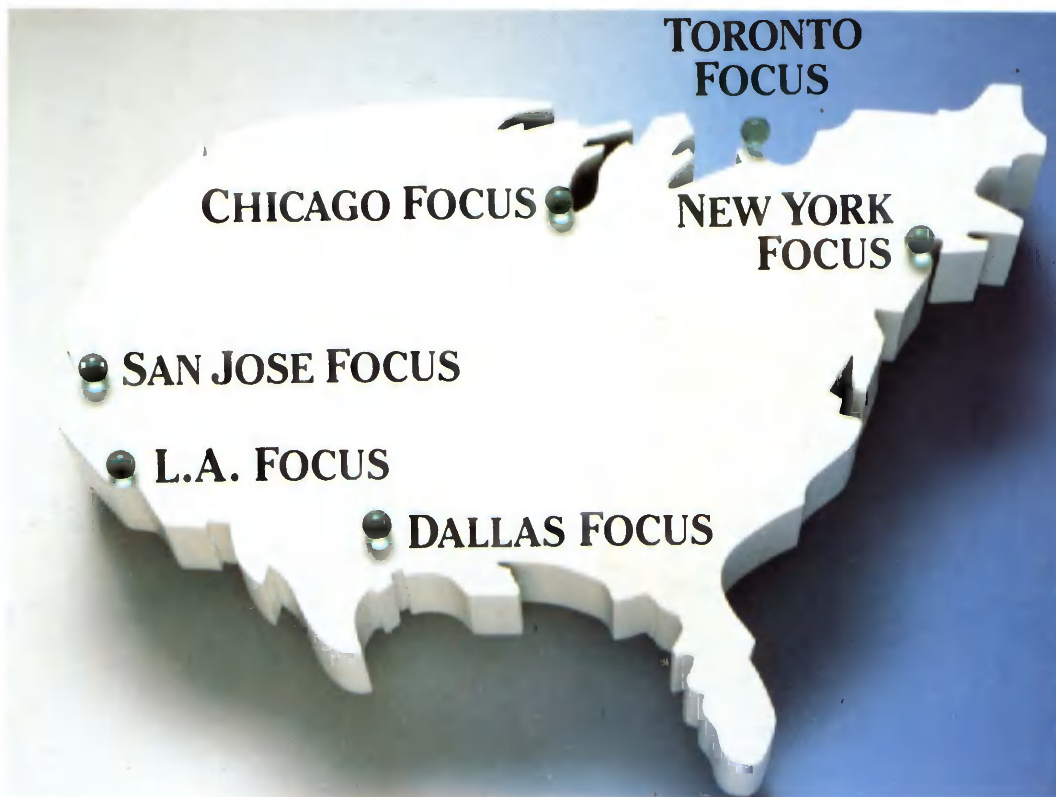 TORONTO
FOCUS
CHICAGO FOCUS
NEW YORK
FOCUS
SAN JOSE FOCUS
L.A. FOCUS
DALLAS FOCUS